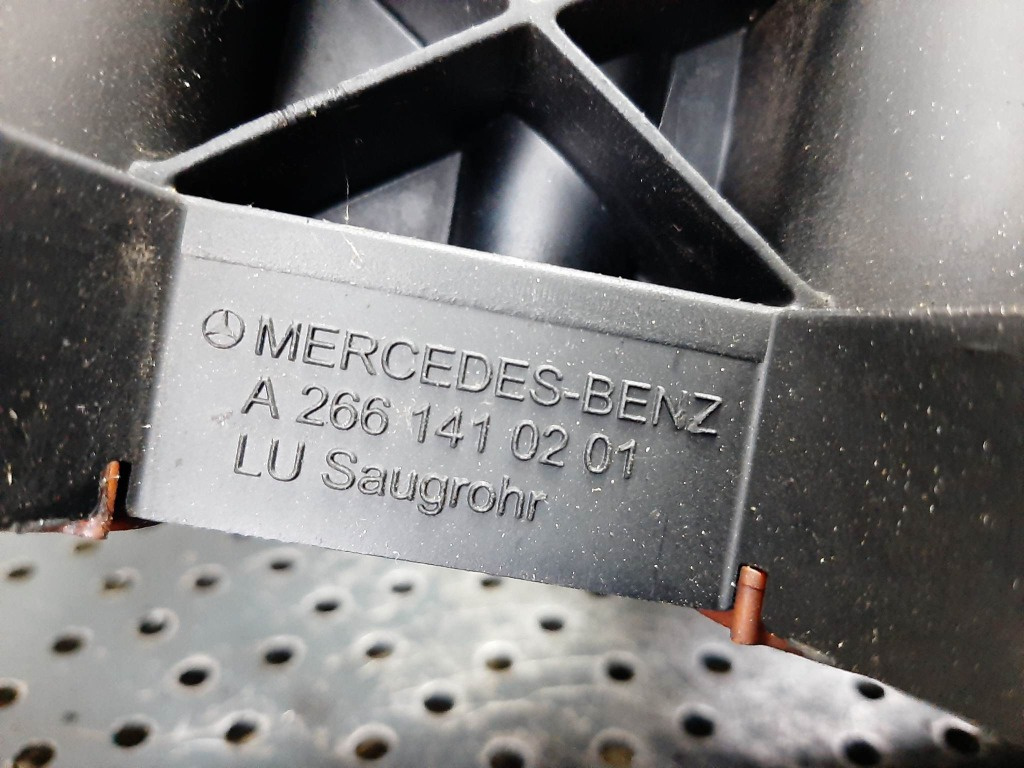 MERCEDES-BENZ
A 266 141 02 01
LU Saugrohr